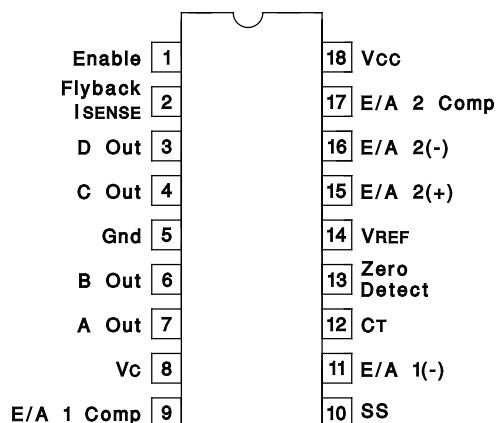 Enable 1 18 VCC
Flyback
ISENSE 2 17 E/A 2 Comp
D Out 3 16 E/A 2(-)
C Out 4 15 E/A 2(+)
Gnd 5 14 VREF
B Out 6 13 Zero
Detect
A Out 7 12 CT
VC 8 11 E/A 1(-)
E/A 1 Comp 9 10 SS